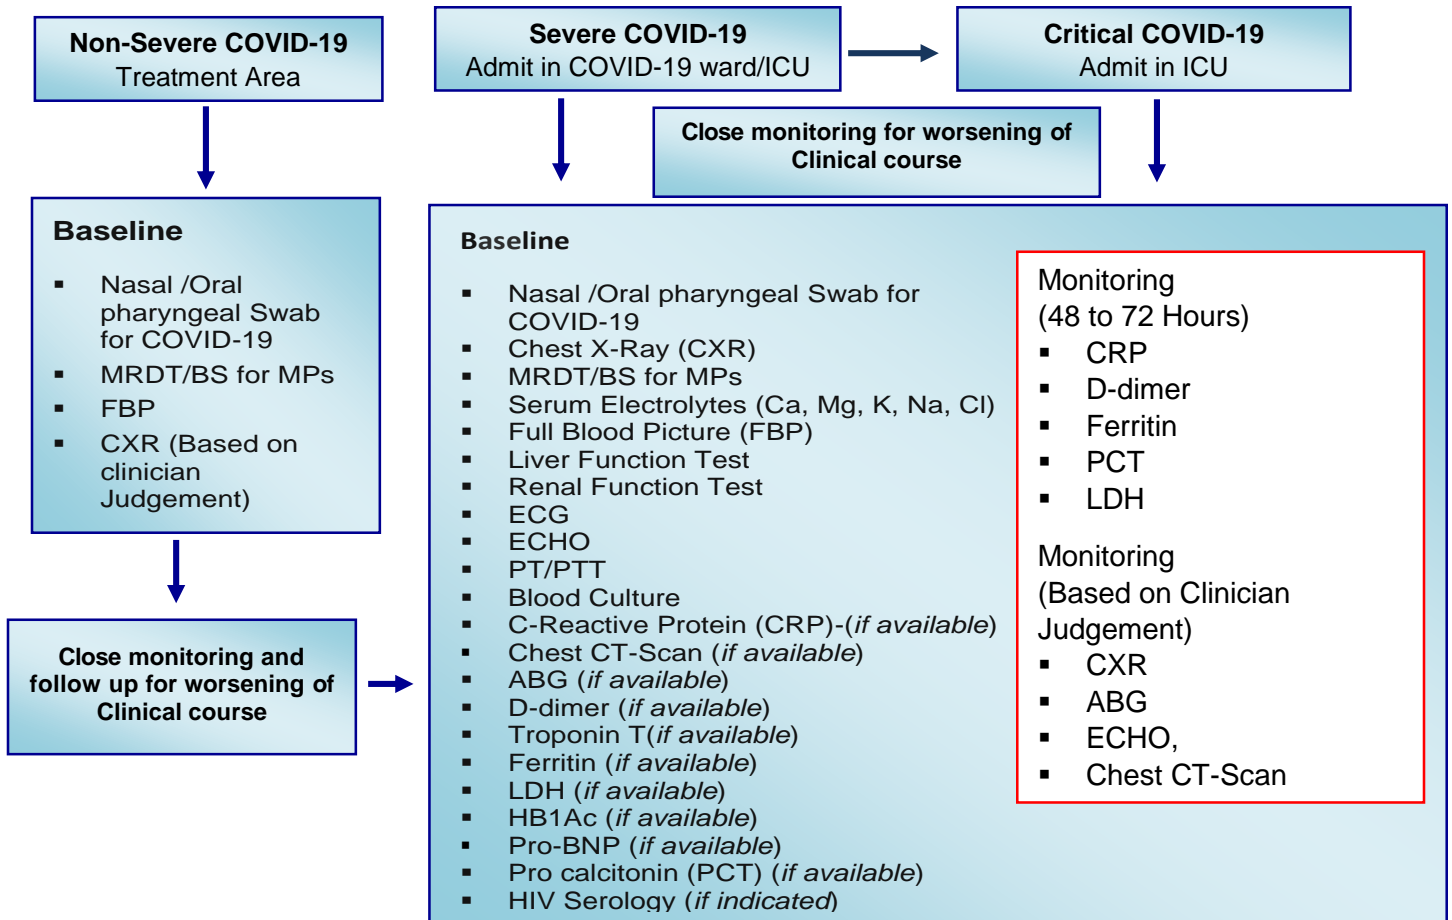 Non-Severe COVID-19
Treatment Area
Severe COVID-19
Admit in COVID-19 ward/ICU
Critical COVID-19
Admit in ICU
Close monitoring for worsening of
Clinical course
Baseline
▪ Nasal /Oral
pharyngeal Swab
for COVID-19
▪ MRDT/BS for MPs
▪ FBP
▪ CXR (Based on
clinician
Judgement)
Close monitoring and
follow up for worsening of
Clinical course
Baseline
▪ Nasal /Oral pharyngeal Swab for
COVID-19
▪ Chest X-Ray (CXR)
▪ MRDT/BS for MPs
▪ Serum Electrolytes (Ca, Mg, K, Na, Cl)
▪ Full Blood Picture (FBP)
▪ Liver Function Test
▪ Renal Function Test
▪ ECG
▪ ECHO
▪ PT/PTT
▪ Blood Culture
▪ C-Reactive Protein (CRP)-(if available)
▪ Chest CT-Scan (if available)
▪ ABG (if available)
▪ D-dimer (if available)
▪ Troponin T(if available)
▪ Ferritin (if available)
▪ LDH (if available)
▪ HB1Ac (if available)
▪ Pro-BNP (if available)
▪ Pro calcitonin (PCT) (if available)
▪ HIV Serology (if indicated)
Monitoring
(48 to 72 Hours)
▪ CRP
▪ D-dimer
▪ Ferritin
▪ PCT
▪ LDH
Monitoring
(Based on Clinician
Judgement)
▪ CXR
▪ ABG
▪ ECHO,
▪ Chest CT-Scan